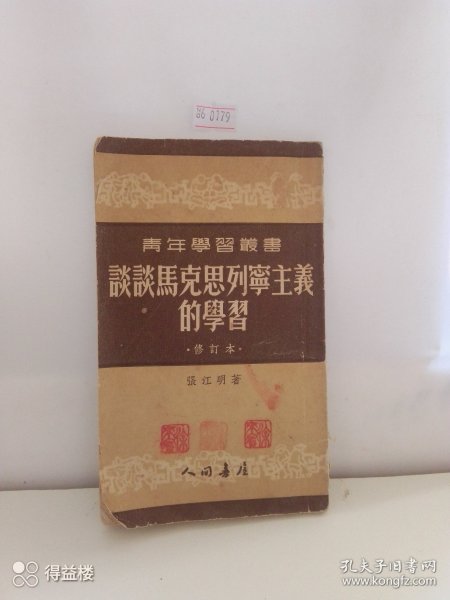 86 0179
青年學習叢書
談談馬克思列寧主義
的學習
·修訂本·
張江明著
人间書屋
得益楼
孔夫子旧书网
www.kongfz.com